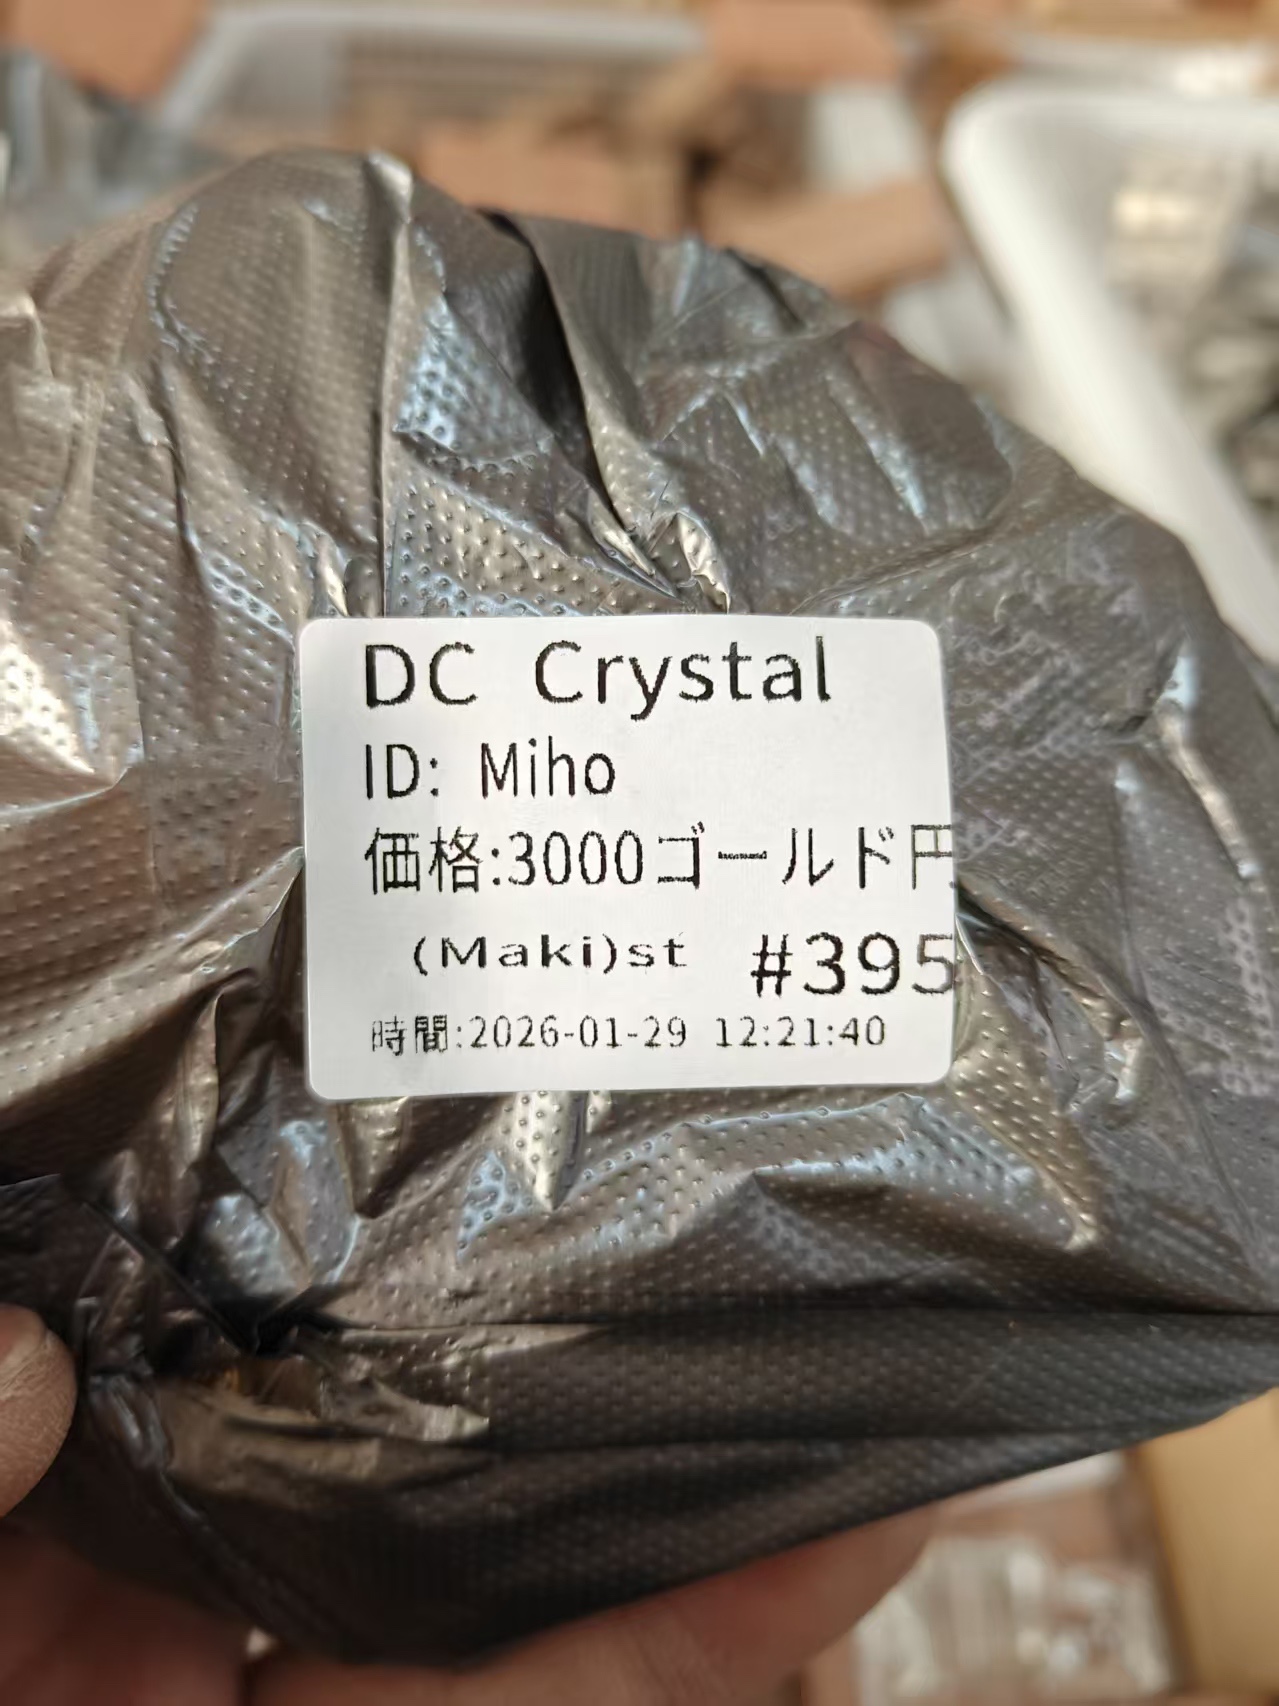 DC Crystal
ID: Miho
価格:3000ゴールド円
(Maki)st #395
時間:2026-01-29 12:21:40